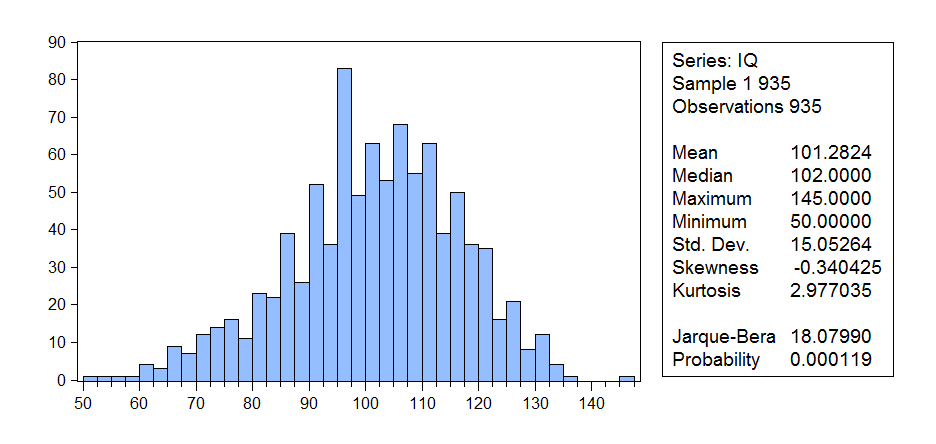 90
80
70
60
50
40
30
20
10
0
50 60 70 80 90 100 110 120 130 140
Series: IQ
Sample 1 935
Observations 935
Mean 101.2824
Median 102.0000
Maximum 145.0000
Minimum 50.00000
Std. Dev. 15.05264
Skewness -0.340425
Kurtosis 2.977035
Jarque-Bera 18.07990
Probability 0.000119